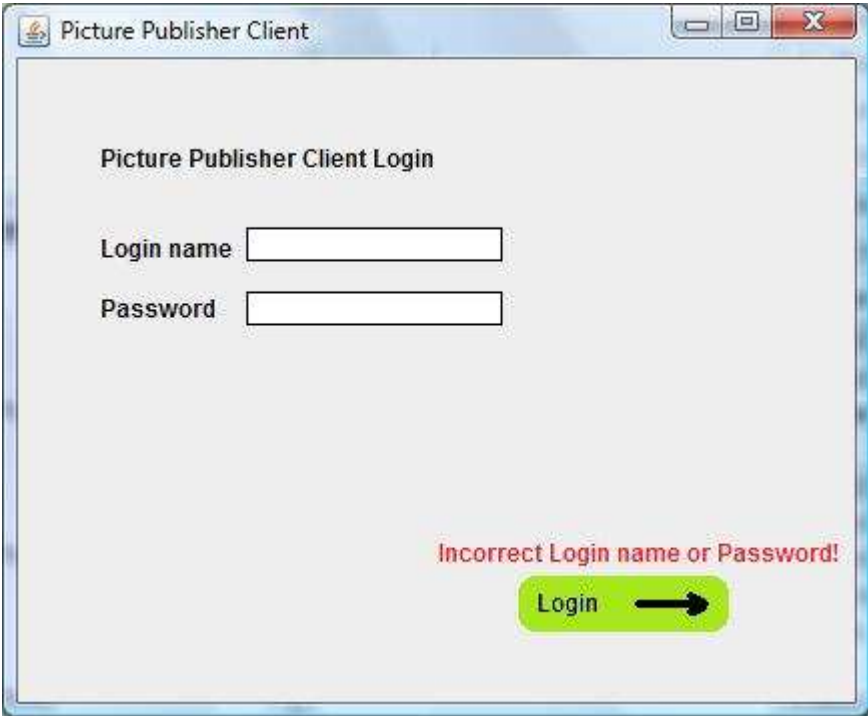 Picture Publisher Client
Picture Publisher Client Login
Login name
Password
Incorrect Login name or Password!
Login